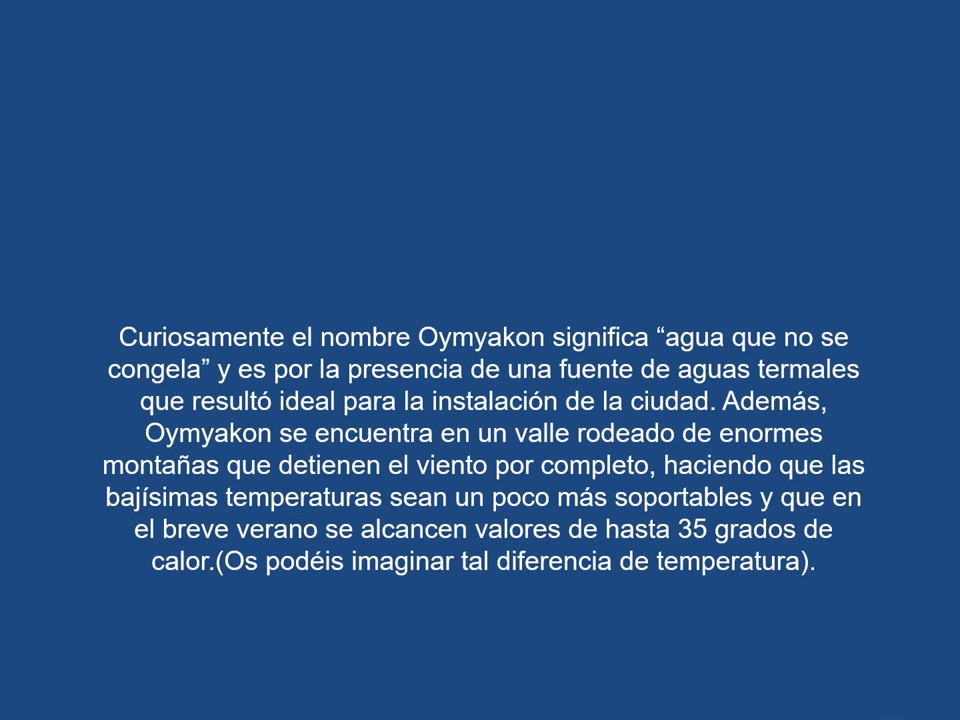 Curiosamente el nombre Oymyakon significa “agua que no se
congela” y es por la presencia de una fuente de aguas termales
que resultó ideal para la instalación de la ciudad. Además,
Oymyakon se encuentra en un valle rodeado de enormes
montañas que detienen el viento por completo, haciendo que las
bajísimas temperaturas sean un poco más soportables y que en
el breve verano se alcancen valores de hasta 35 grados de
calor.(Os podéis imaginar tal diferencia de temperatura).